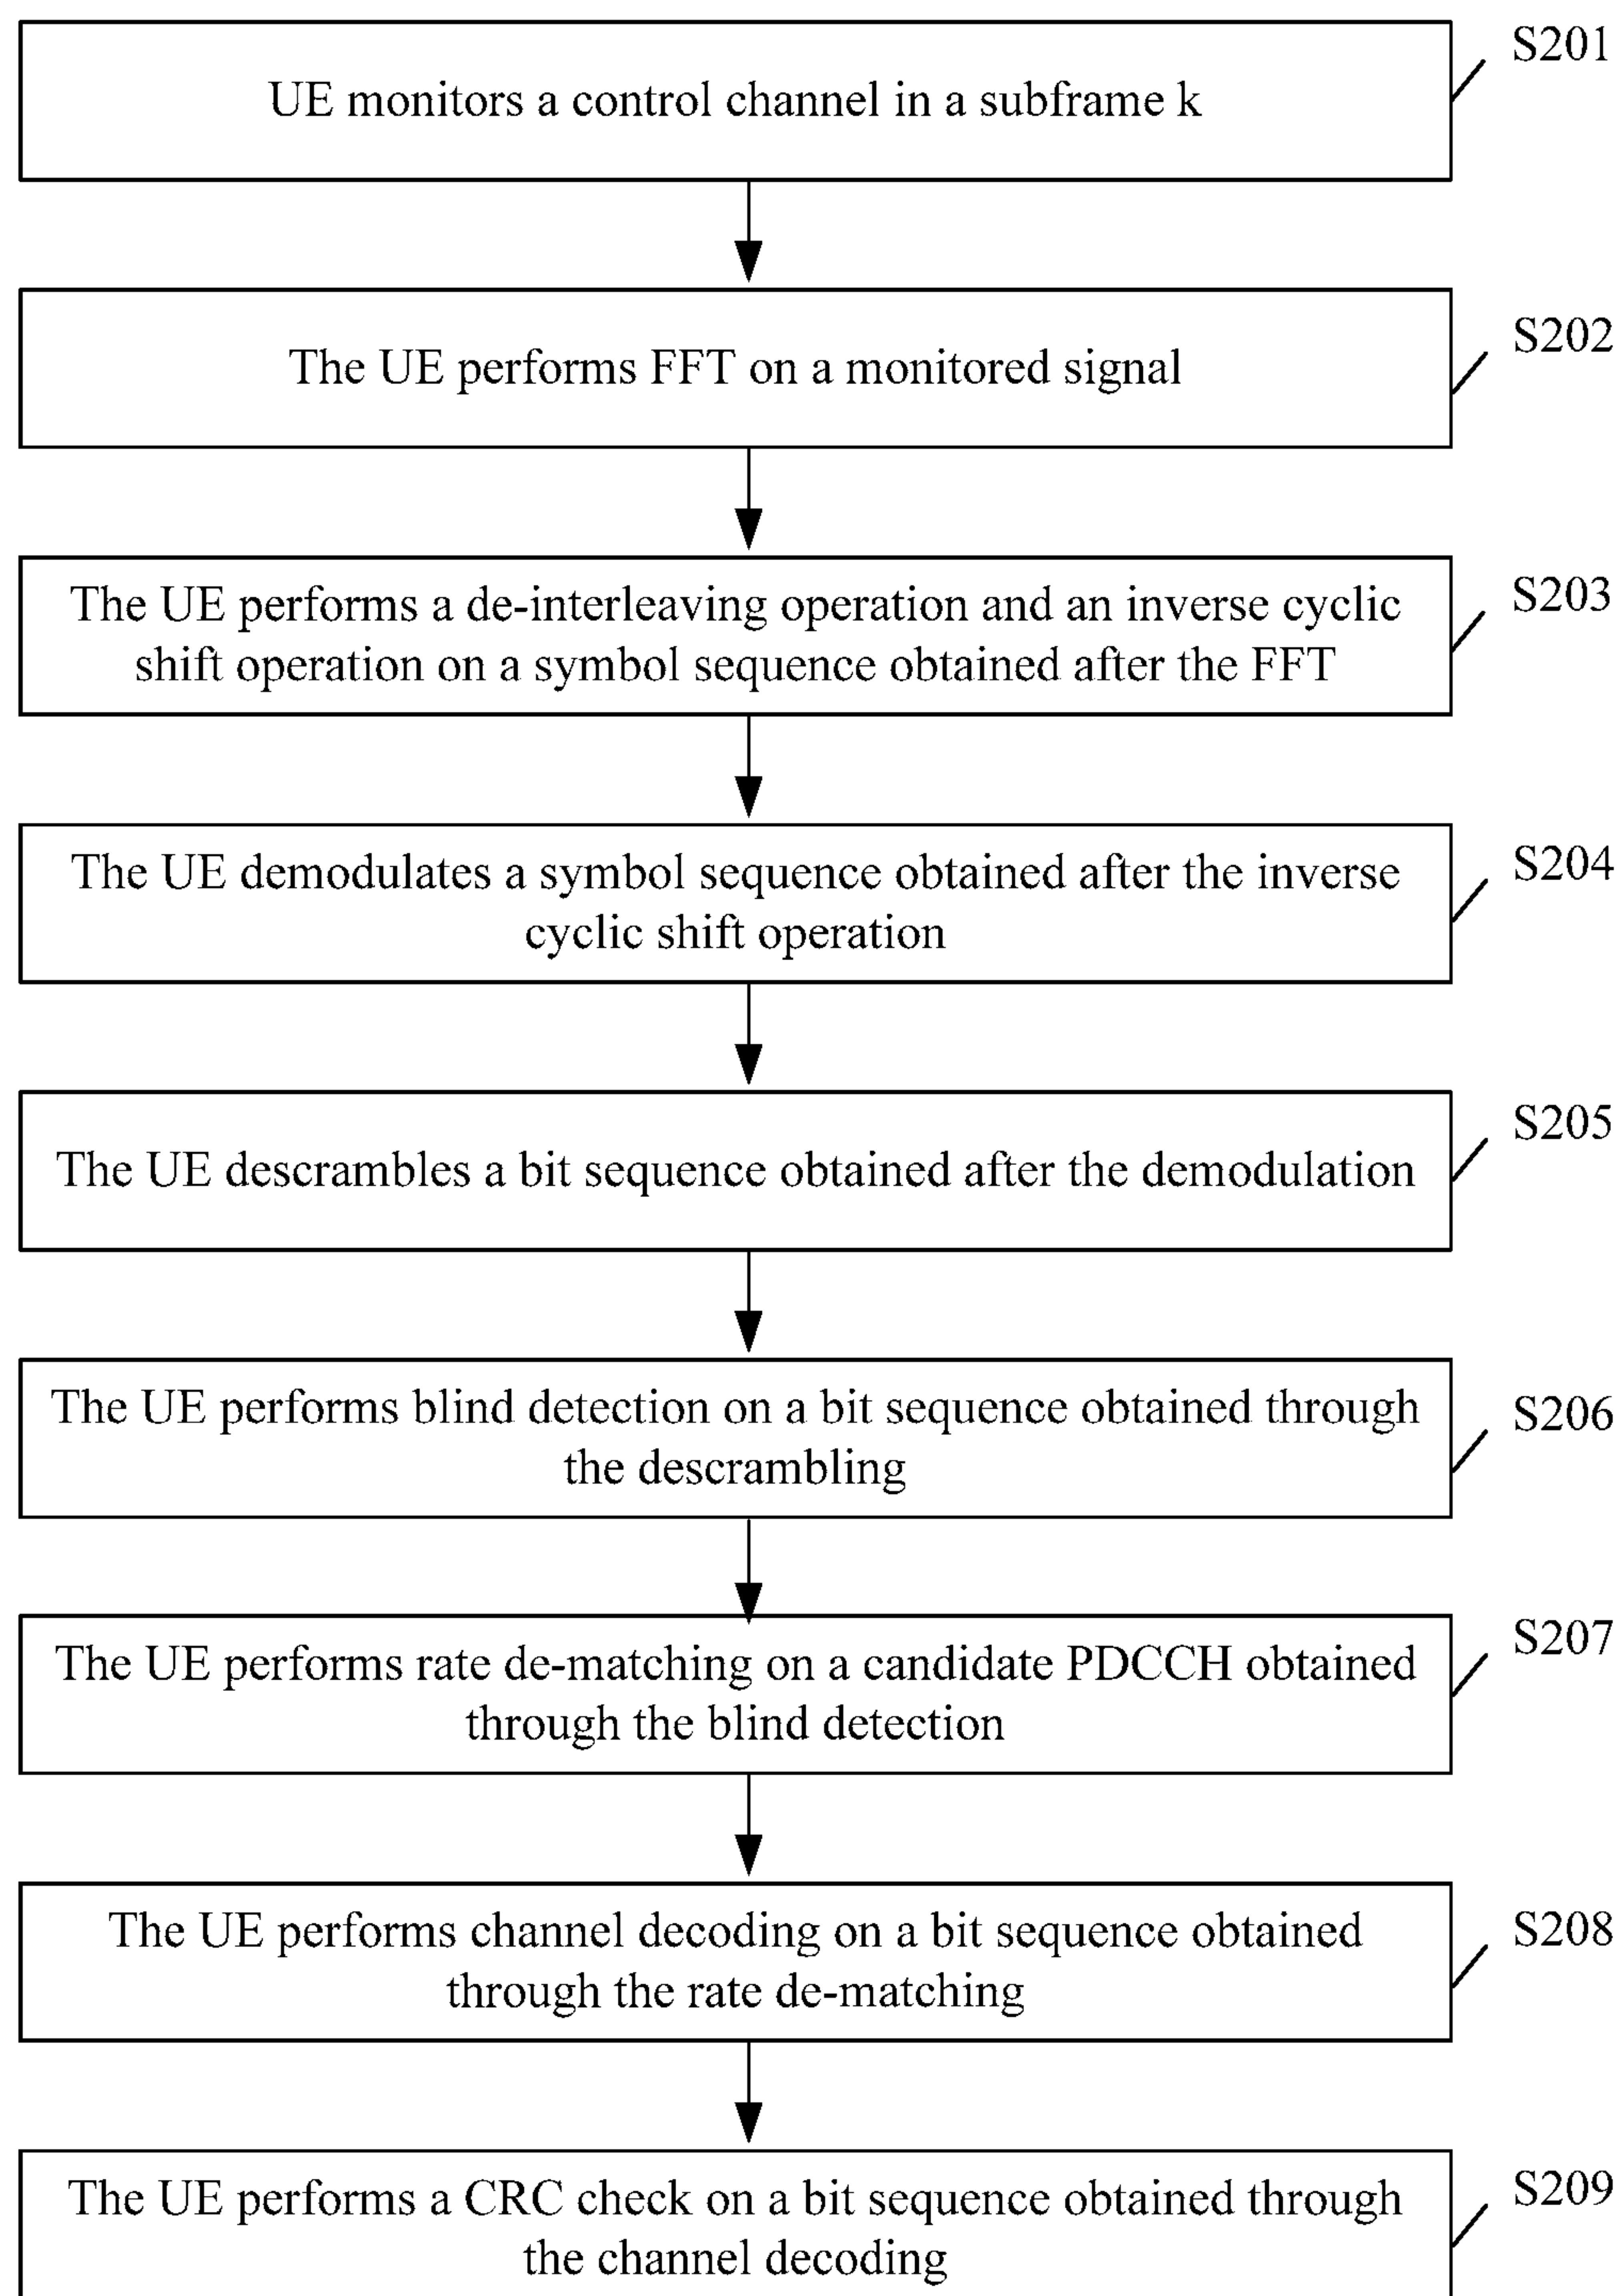 S201
UE monitors a control channel in a subframe k
S202
The UE performs FFT on a monitored signal
S203
The UE performs a de-interleaving operation and an inverse cyclic
shift operation on a symbol sequence obtained after the FFT
S204
The UE demodulates a symbol sequence obtained after the inverse
cyclic shift operation
S205
The UE descrambles a bit sequence obtained after the demodulation
S206
The UE performs blind detection on a bit sequence obtained through
the descrambling
S207
The UE performs rate de-matching on a candidate PDCCH obtained
through the blind detection
S208
The UE performs channel decoding on a bit sequence obtained
through the rate de-matching
S209
The UE performs a CRC check on a bit sequence obtained through
the channel decoding